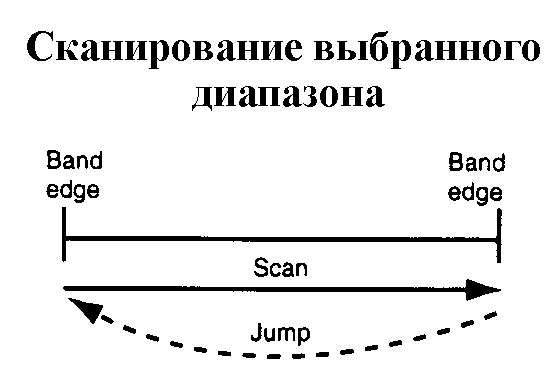 Сканирование выбранного
диапазона
Band
edge
Band
edge
Scan
Jump